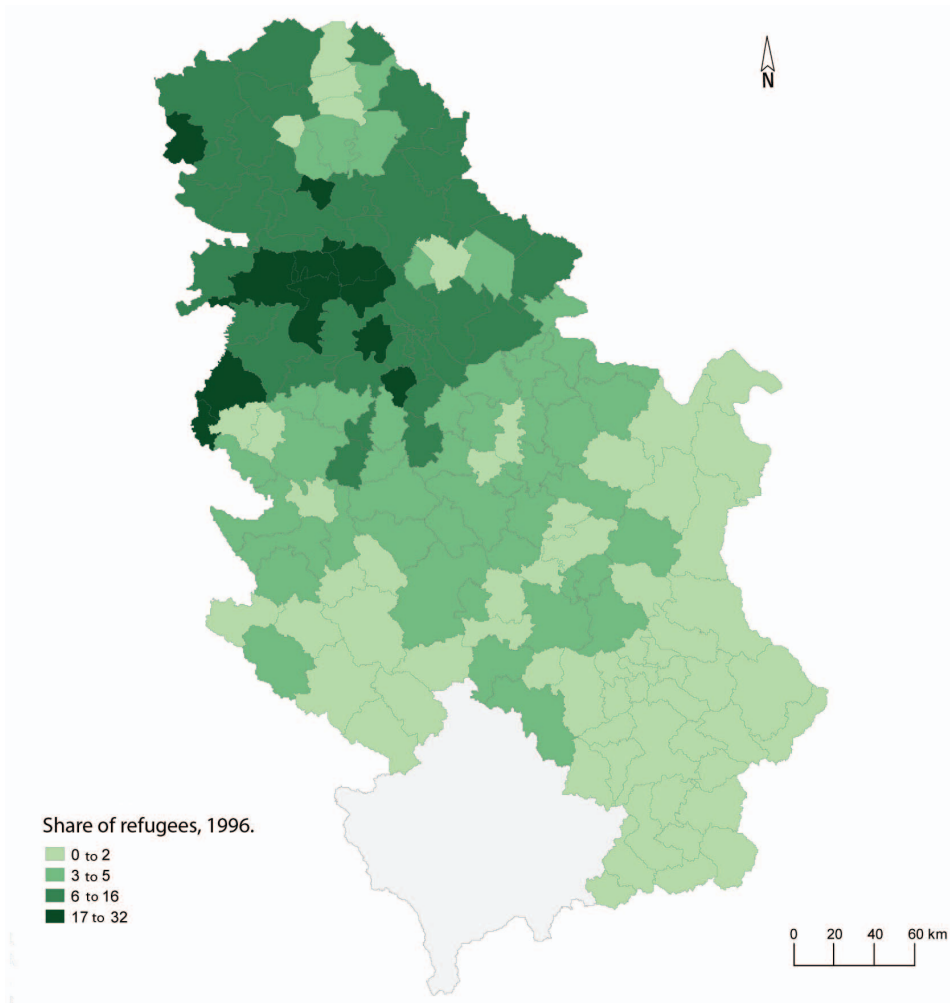 N
Share of refugees, 1996.
0 to 2
3 to 5
6 to 16
17 to 32
0 20 40 60 km